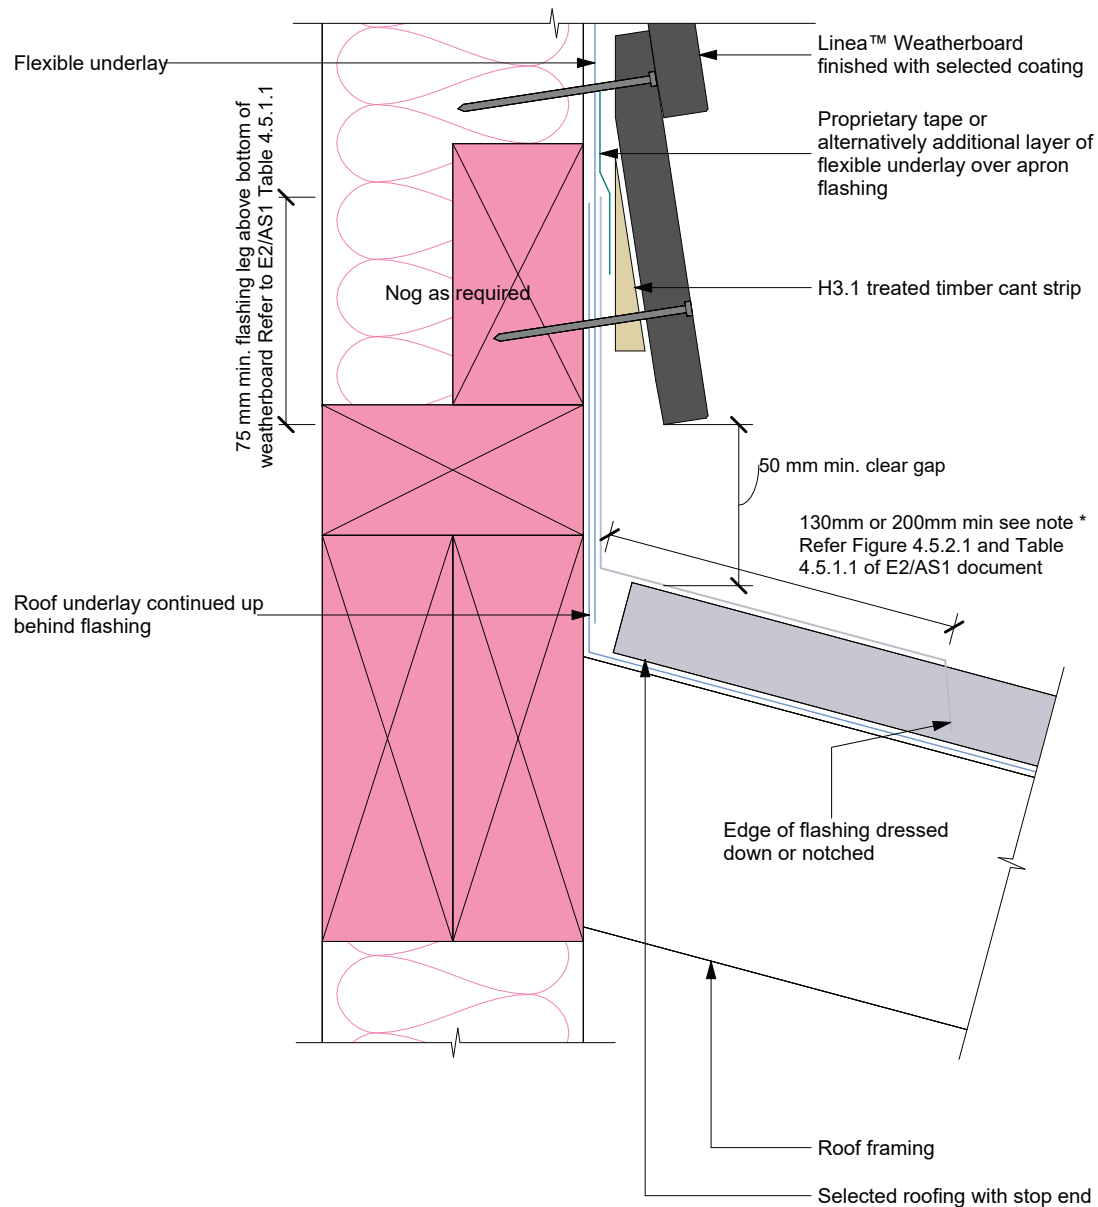 Flexible underlay
Linea™ Weatherboard
finished with selected coating
Proprietary tape or
alternatively additional layer of
flexible underlay over apron
flashing
75 mm min. flashing leg above bottom of
weatherboard Refer to E2/AS1 Table 4.5.1.1
Nog as required
H3.1 treated timber cant strip
50 mm min. clear gap
130mm or 200mm min see note *
Refer Figure 4.5.2.1 and Table
4.5.1.1 of E2/AS1 document
Roof underlay continued up
behind flashing
Edge of flashing dressed
down or notched
Roof framing
Selected roofing with stop end